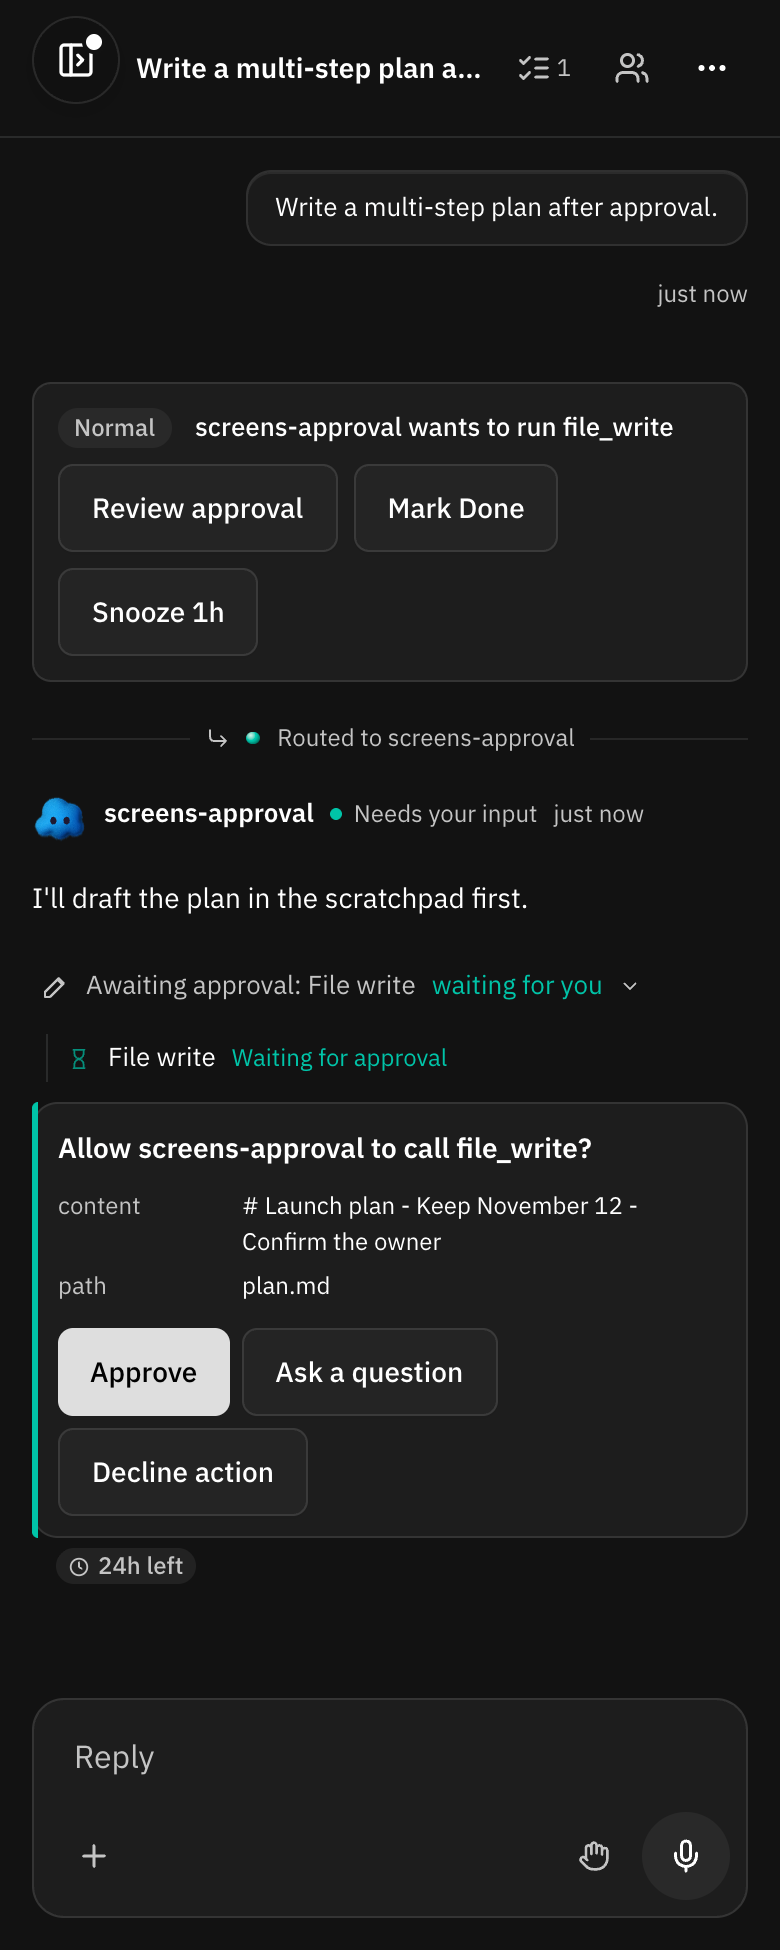 Write a multi-step plan a...
1
Write a multi-step plan after approval.
just now
Normal screens-approval wants to run file_write
Review approval
Mark Done
Snooze 1h
Routed to screens-approval
screens-approval Needs your input just now
I'll draft the plan in the scratchpad first.
Awaiting approval: File write waiting for you
File write Waiting for approval
Allow screens-approval to call file_write?
content # Launch plan - Keep November 12 -
Confirm the owner
path plan.md
Approve
Ask a question
Decline action
24h left
Reply